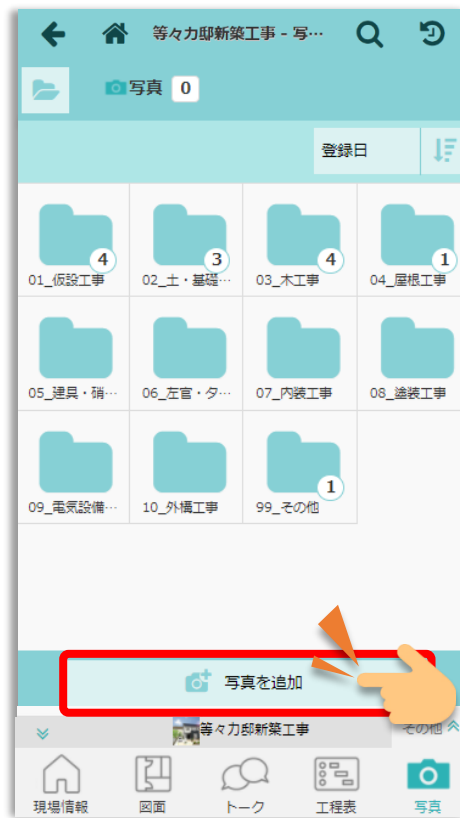 等々力邸新築工事 - 写…
写真 0
登録日
4
3
4
1
01_仮設工事
02_土・基礎…
03_木工事
04_屋根工事
05_建具・硝…
06_左官・タ…
07_内装工事
08_塗装工事
1
09_電気設備…
10_外構工事
99_その他
写真を追加
等々力邸新築工事
その他
現場情報
図面
トーク
工程表
写真